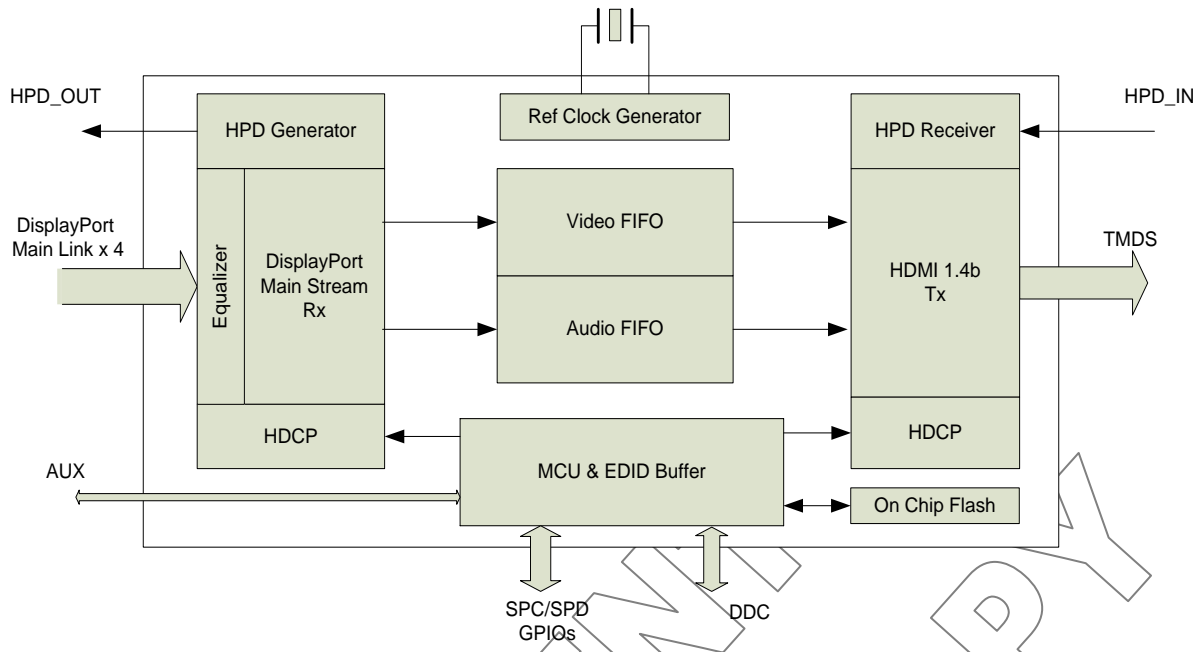 HPD_OUT
HPD_IN
HPD Generator
Ref Clock Generator
HPD Receiver
DisplayPort
Main Link x 4
Equalizer
DisplayPort
Main Stream
Rx
Video FIFO
Audio FIFO
HDMI 1.4b
Tx
TMDS
HDCP
HDCP
AUX
MCU & EDID Buffer
On Chip Flash
SPC/SPD
GPIOs
DDC